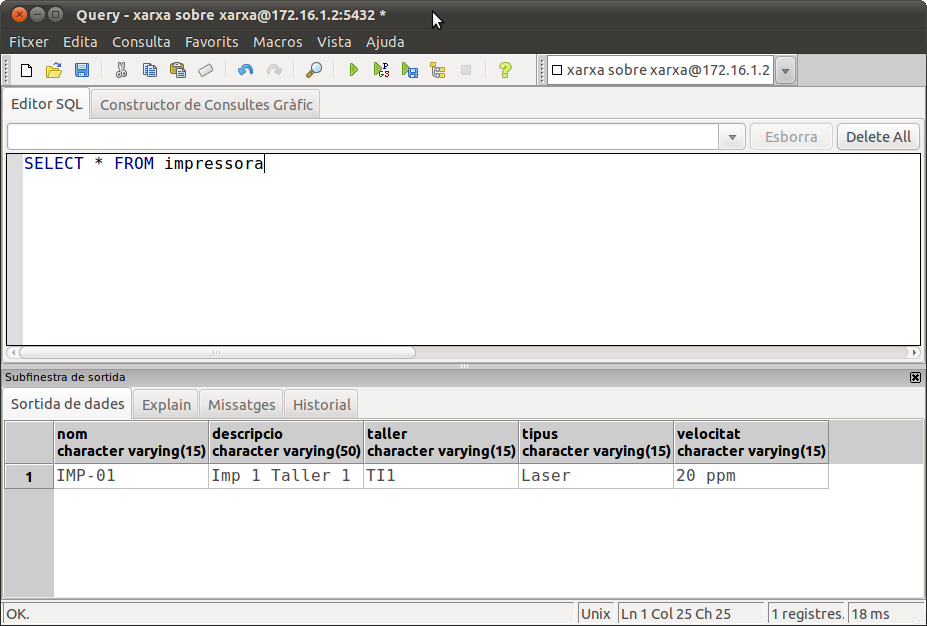 Query - xarxa sobre xarxa@172.16.1.2:5432 *
Fitxer Edita Consulta Favorits Macros Vista Ajuda
xarxa sobre xarxa@172.16.1.2
Editor SQL Constructor de Consultes Gràfic
Esborra Delete All
SELECT * FROM impressora
Subfinestra de sortida
Sortida de dades Explain Missatges Historial
nom descripcio taller tipus velocitat
character varying(15) character varying(50) character varying(15) character varying(15) character varying(15)
1 IMP-01 Imp 1 Taller 1 TI1 Laser 20 ppm
OK. Unix Ln 1 Col 25 Ch 25 1 registres. 18 ms